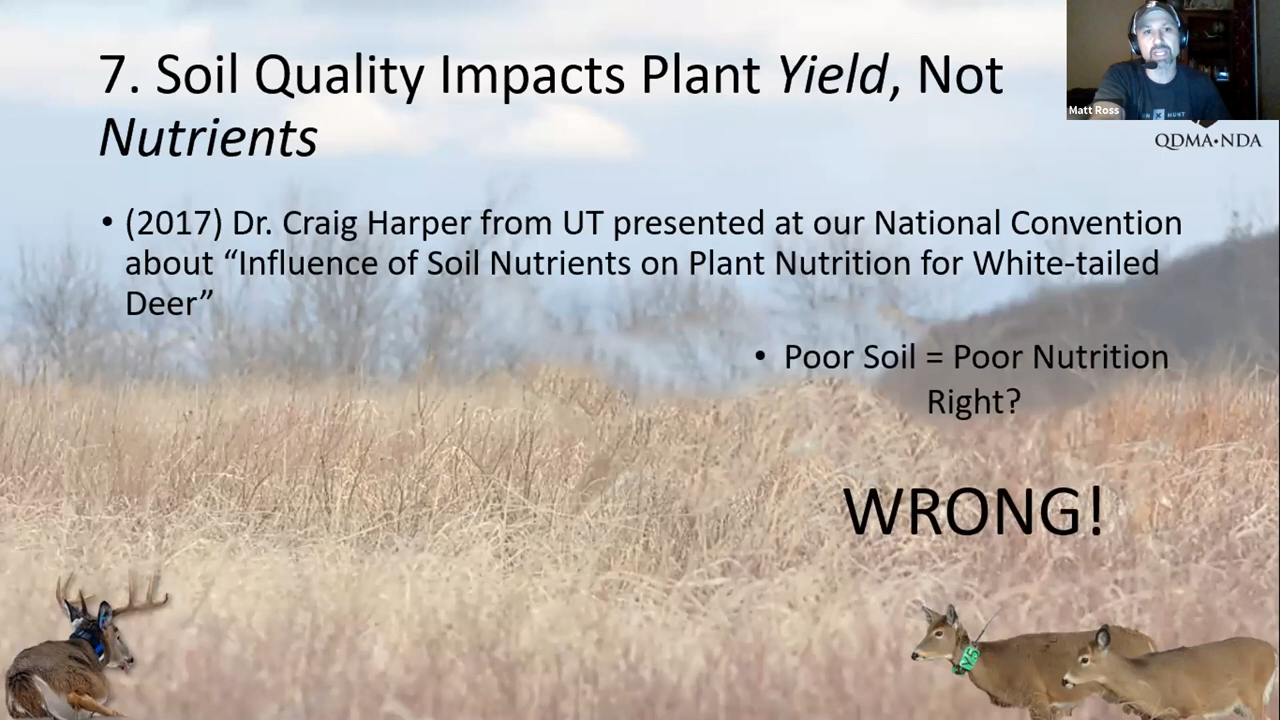 7. Soil Quality Impacts Plant Yield, Not
Nutrients
Matt Ross
QDMA•NDA
• (2017) Dr. Craig Harper from UT presented at our National Convention
about “Influence of Soil Nutrients on Plant Nutrition for White-tailed
Deer”
• Poor Soil = Poor Nutrition
Right?
WRONG!
V5